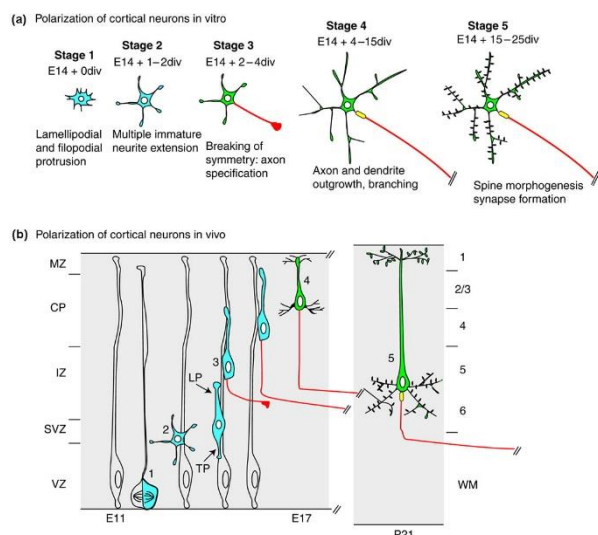 (a) Polarization of cortical neurons in vitro
Stage 1
E14 + 0div
Stage 2
E14 + 1–2div
Stage 3
E14 + 2–4div
Stage 4
E14 + 4–15div
Stage 5
E14 + 15–25div
Lamellipodial
and filopodial
protrusion
Multiple immature
neurite extension
Breaking of
symmetry: axon
specification
Axon and dendrite
outgrowth, branching
Spine morphogenesis
synapse formation
(b) Polarization of cortical neurons in vivo
MZ
CP
IZ
SVZ
VZ
1
2
3
4
LP
TP
E11
E17
5
1
2/3
4
5
6
WM
P21